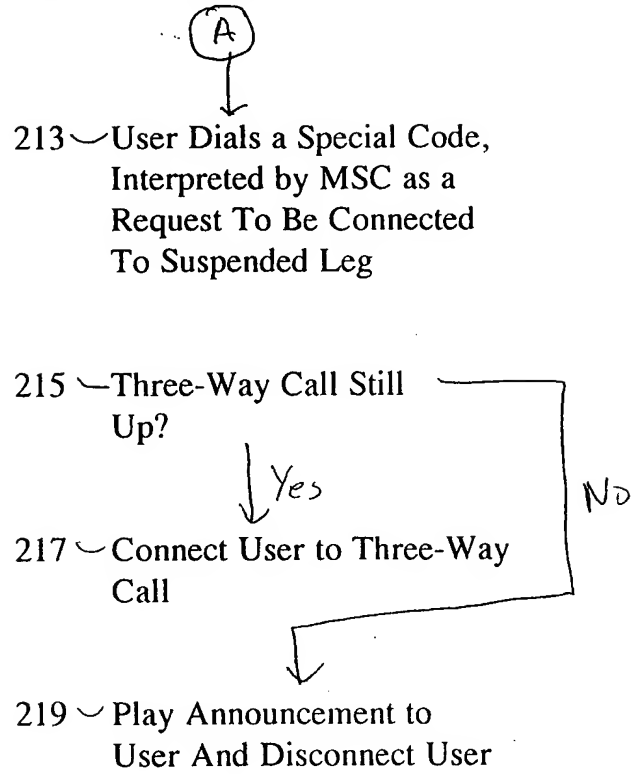 A
213 User Dials a Special Code,
Interpreted by MSC as a
Request To Be Connected
To Suspended Leg
215 Three-Way Call Still
Up?
Yes
No
217 Connect User to Three-Way
Call
219 Play Announcement to
User And Disconnect User